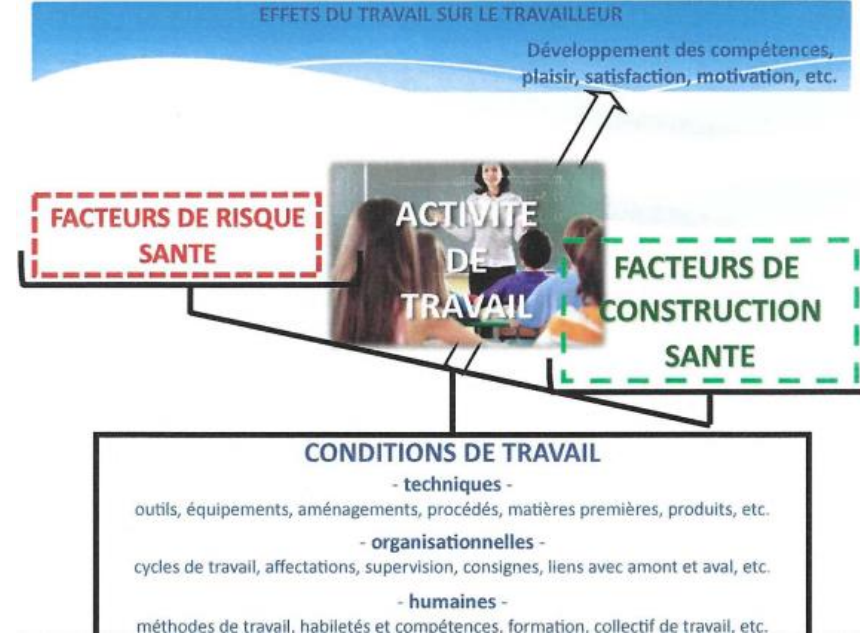 EFFETS DU TRAVAIL SUR LE TRAVAILLEUR
Développement des compétences,
plaisir, satisfaction, motivation, etc.
FACTEURS DE RISQUE
SANTE
ACTIVITE
DE
TRAVAIL
FACTEURS DE
CONSTRUCTION
SANTE
CONDITIONS DE TRAVAIL
- techniques -
outils, équipements, aménagements, procédés, matières premières, produits, etc.
- organisationnelles -
cycles de travail, affectations, supervision, consignes, liens avec amont et aval, etc.
- humaines -
méthodes de travail, habiletés et compétences, formation, collectif de travail, etc.